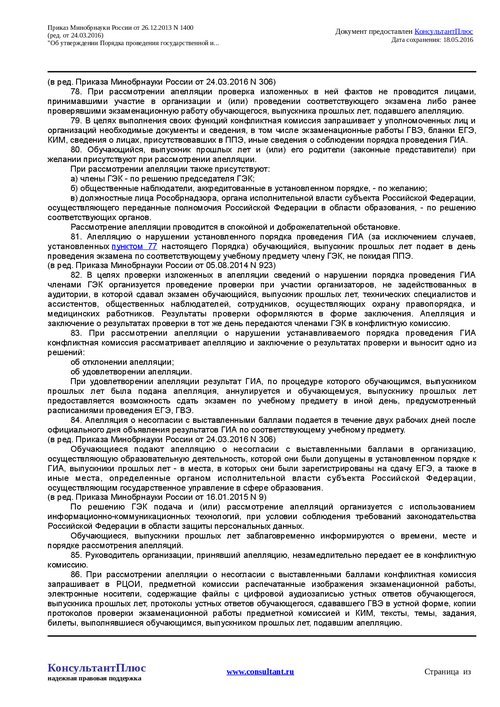 Приказ Минобрнауки России от 26.12.2013 N 1400
(ред. от 24.03.2016)
"Об утверждении Порядка проведения государственной и...
Документ предоставлен КонсультантПлюс
Дата сохранения: 18.05.2016
(в ред. Приказа Минобрнауки России от 24.03.2016 N 306)
78. При рассмотрении апелляции проверка изложенных в ней фактов не проводится лицами,
принимавшими участие в организации и (или) проведении соответствующего экзамена либо ранее
проверявшими экзаменационную работу обучающегося, выпускника прошлых лет, подавшего апелляцию.
79. В целях выполнения своих функций конфликтная комиссия запрашивает у уполномоченных лиц и
организаций необходимые документы и сведения, в том числе экзаменационные работы ГВЭ, бланки ЕГЭ,
КИМ, сведения о лицах, присутствовавших в ППЭ, иные сведения о соблюдении порядка проведения ГИА.
80. Обучающийся, выпускник прошлых лет и (или) его родители (законные представители) при
желании присутствуют при рассмотрении апелляции.
При рассмотрении апелляции также присутствуют:
а) члены ГЭК - по решению председателя ГЭК;
б) общественные наблюдатели, аккредитованные в установленном порядке, - по желанию;
в) должностные лица Рособрнадзора, органа исполнительной власти субъекта Российской Федерации,
осуществляющего переданные полномочия Российской Федерации в области образования, - по решению
соответствующих органов.
Рассмотрение апелляции проводится в спокойной и доброжелательной обстановке.
81. Апелляцию о нарушении установленного порядка проведения ГИА (за исключением случаев,
установленных пунктом 77 настоящего Порядка) обучающийся, выпускник прошлых лет подает в день
проведения экзамена по соответствующему учебному предмету члену ГЭК, не покидая ППЭ.
(в ред. Приказа Минобрнауки России от 05.08.2014 N 923)
82. В целях проверки изложенных в апелляции сведений о нарушении порядка проведения ГИА
членами ГЭК организуется проведение проверки при участии организаторов, не задействованных в
аудитории, в которой сдавал экзамен обучающийся, выпускник прошлых лет, технических специалистов и
ассистентов, общественных наблюдателей, сотрудников, осуществляющих охрану правопорядка, и
медицинских работников. Результаты проверки оформляются в форме заключения. Апелляция и
заключение о результатах проверки в тот же день передаются членами ГЭК в конфликтную комиссию.
83. При рассмотрении апелляции о нарушении устанавливаемого порядка проведения ГИА
конфликтная комиссия рассматривает апелляцию и заключение о результатах проверки и выносит одно из
решений:
об отклонении апелляции;
об удовлетворении апелляции.
При удовлетворении апелляции результат ГИА, по процедуре которого обучающимся, выпускником
прошлых лет была подана апелляция, аннулируется и обучающемуся, выпускнику прошлых лет
предоставляется возможность сдать экзамен по учебному предмету в иной день, предусмотренный
расписаниями проведения ЕГЭ, ГВЭ.
84. Апелляция о несогласии с выставленными баллами подается в течение двух рабочих дней после
официального дня объявления результатов ГИА по соответствующему учебному предмету.
(в ред. Приказа Минобрнауки России от 24.03.2016 N 306)
Обучающиеся подают апелляцию о несогласии с выставленными баллами в организацию,
осуществляющую образовательную деятельность, которой они были допущены в установленном порядке к
ГИА, выпускники прошлых лет - в места, в которых они были зарегистрированы на сдачу ЕГЭ, а также в
иные места, определенные органом исполнительной власти субъекта Российской Федерации,
осуществляющим государственное управление в сфере образования.
(в ред. Приказа Минобрнауки России от 16.01.2015 N 9)
По решению ГЭК подача и (или) рассмотрение апелляций организуется с использованием
информационно-коммуникационных технологий, при условии соблюдения требований законодательства
Российской Федерации в области защиты персональных данных.
Обучающиеся, выпускники прошлых лет заблаговременно информируются о времени, месте и
порядке рассмотрения апелляций.
85. Руководитель организации, принявший апелляцию, незамедлительно передает ее в конфликтную
комиссию.
86. При рассмотрении апелляции о несогласии с выставленными баллами конфликтная комиссия
запрашивает в РЦОИ, предметной комиссии распечатанные изображения экзаменационной работы,
электронные носители, содержащие файлы с цифровой аудиозаписью устных ответов обучающегося,
выпускника прошлых лет, протоколы устных ответов обучающегося, сдававшего ГВЭ в устной форме, копии
протоколов проверки экзаменационной работы предметной комиссией и КИМ, тексты, темы, задания,
билеты, выполнявшиеся обучающимся, выпускником прошлых лет, подавшим апелляцию.
КонсультантПлюс
надежная правовая поддержка
www.consultant.ru
Страница из